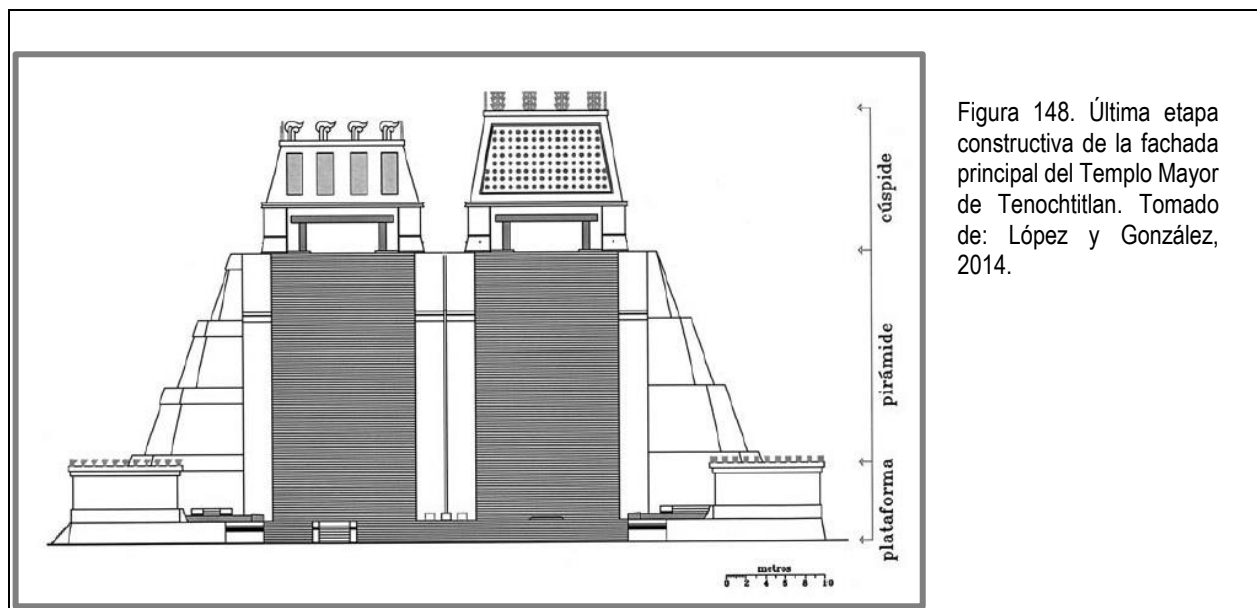 Figura 148. Última etapa
constructiva de la fachada
principal del Templo Mayor
de Tenochtitlan. Tomado
de: López y González,
2014.
cúspide
pirámide
plataforma
metros
0 2 4 6 8 10